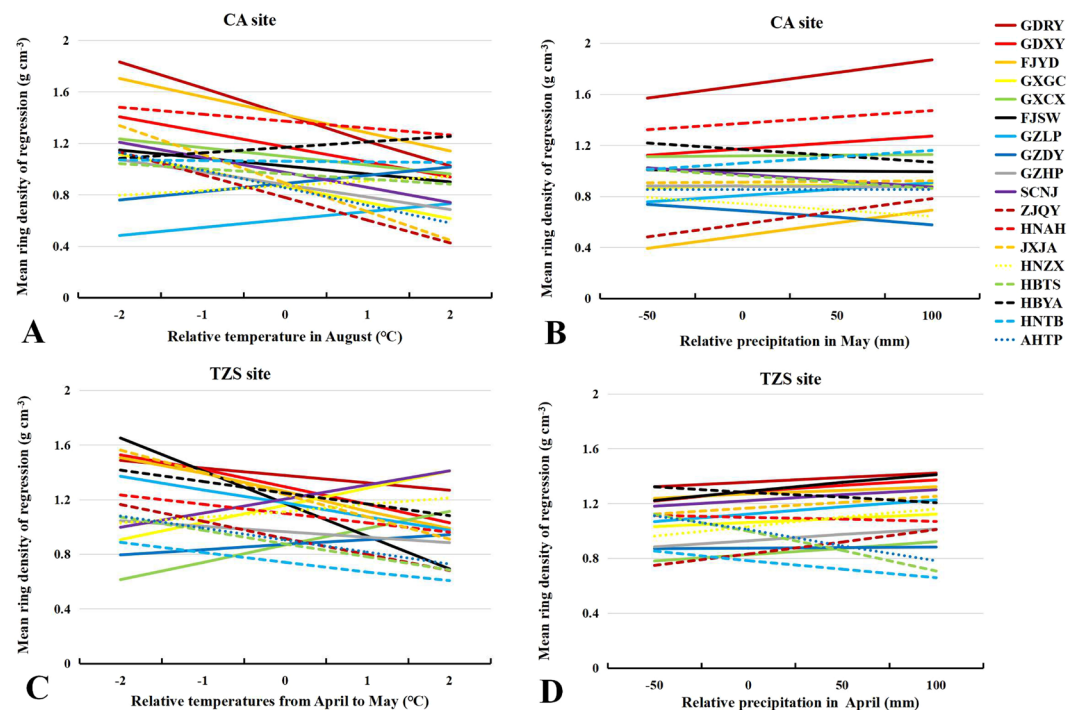 CA site
Mean ring density of regression (g cm⁻³)
2
1.6
1.2
0.8
0.4
0
-2
-1
0
1
2
Relative temperature in August (°C)
A
CA site
Mean ring density of regression (g cm⁻³)
2
1.6
1.2
0.8
0.4
0
-50
0
50
100
Relative precipitation in May (mm)
B
GDRY
GDXY
FJYD
GXGC
GXCX
FJSW
GZLP
GZDY
GZHP
SCNJ
ZJQY
HNAH
JXJA
HNZX
HBTS
HBYA
HNTB
AHTP
TZS site
Mean ring density of regression (g cm⁻³)
2
1.6
1.2
0.8
0.4
0
-2
-1
0
1
2
Relative temperatures from April to May (°C)
C
TZS site
Mean ring density of regression (g cm⁻³)
2
1.6
1.2
0.8
0.4
0
-50
0
50
100
Relative precipitation in April (mm)
D